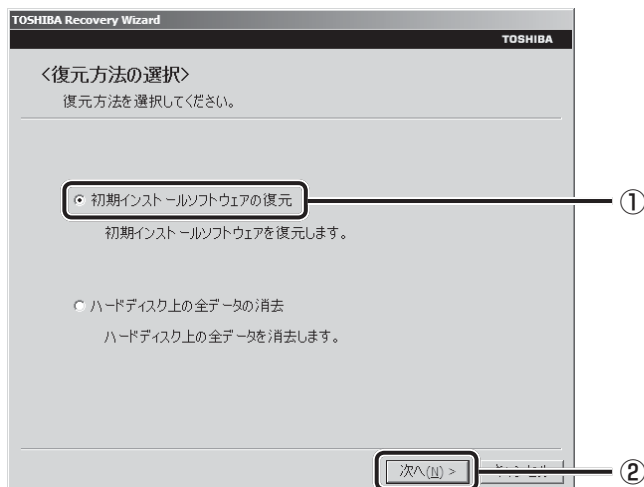 TOSHIBA Recovery Wizard
TOSHIBA
<復元方法の選択>
復元方法を選択してください。
初期インストールソフトウェアの復元
①
初期インストールソフトウェアを復元します。
ハードディスク上の全データの消去
ハードディスク上の全データを消去します。
次へ(N) >
②